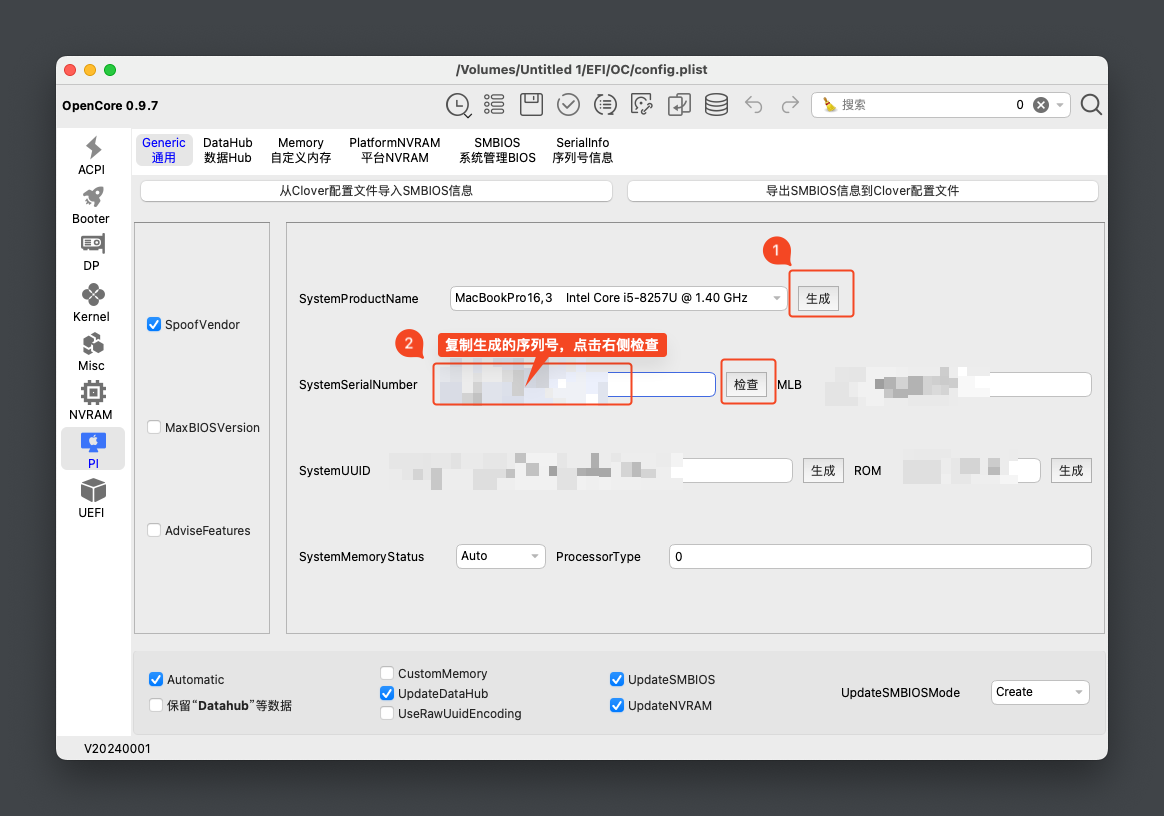 /Volumes/Untitled 1/EFI/OC/config.plist
OpenCore 0.9.7
搜索
0
ACPI
Booter
DP
Kernel
Misc
NVRAM
PI
UEFI
Generic
通用
DataHub
数据Hub
Memory
自定义内存
PlatformNVRAM
平台NVRAM
SMBIOS
系统管理BIOS
SerialInfo
序列号信息
从Clover配置文件导入SMBIOS信息
导出SMBIOS信息到Clover配置文件
SpoofVendor
MaxBIOSVersion
AdviseFeatures
1
SystemProductName
MacBookPro16,3 Intel Core i5-8257U @ 1.40 GHz
生成
2
复制生成的序列号，点击右侧检查
SystemSerialNumber
检查
MLB
SystemUUID
生成
ROM
生成
SystemMemoryStatus
Auto
ProcessorType
0
Automatic
保留“Datahub”等数据
CustomMemory
UpdateDataHub
UseRawUuidEncoding
UpdateSMBIOS
UpdateNVRAM
UpdateSMBIOSMode
Create
V20240001